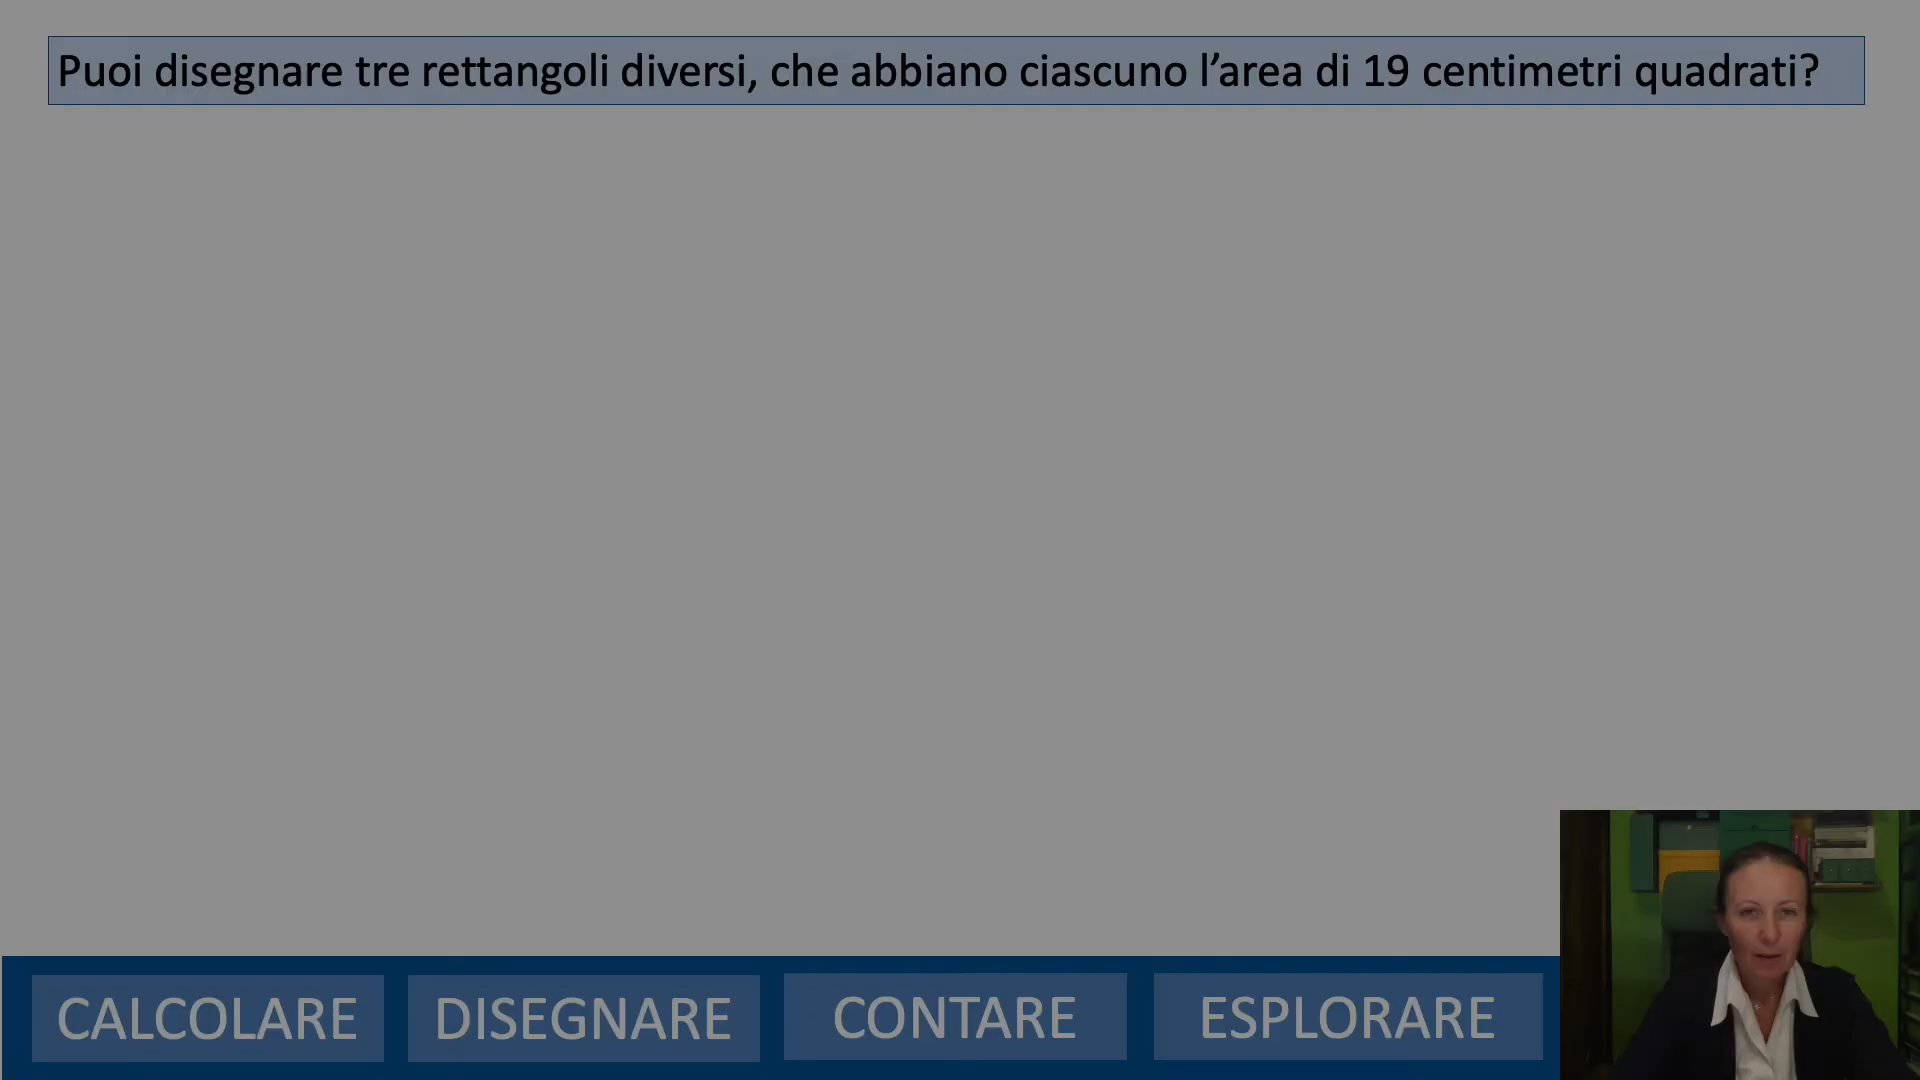 Puoi disegnare tre rettangoli diversi, che abbiano ciascuno l’area di 19 centimetri quadrati?
CALCOLARE
DISEGNARE
CONTARE
ESPLORARE